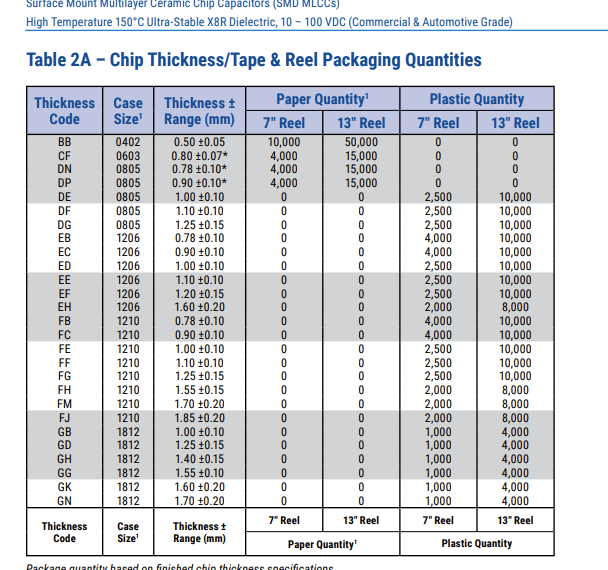 Surface Mount Multilayer Ceramic Chip Capacitors (SMD MLCCs)
High Temperature 150°C Ultra-Stable X8R Dielectric, 10 – 100 VDC (Commercial & Automotive Grade)
Table 2A – Chip Thickness/Tape & Reel Packaging Quantities
Thickness Code Case Size¹ Thickness ± Range (mm) Paper Quantity¹ Plastic Quantity
7" Reel 13" Reel 7" Reel 13" Reel
BB 0402 0.50 ±0.05 10,000 50,000 0 0
CF 0603 0.80 ±0.07* 4,000 15,000 0 0
DN 0805 0.78 ±0.10* 4,000 15,000 0 0
DP 0805 0.90 ±0.10* 4,000 15,000 0 0
DE 0805 1.00 ±0.10 0 0 2,500 10,000
DF 0805 1.10 ±0.10 0 0 2,500 10,000
DG 0805 1.25 ±0.15 0 0 2,500 10,000
EB 1206 0.78 ±0.10 0 0 4,000 10,000
EC 1206 0.90 ±0.10 0 0 4,000 10,000
ED 1206 1.00 ±0.10 0 0 2,500 10,000
EE 1206 1.10 ±0.10 0 0 2,500 10,000
EF 1206 1.20 ±0.15 0 0 2,500 10,000
EH 1206 1.60 ±0.20 0 0 2,000 8,000
FB 1210 0.78 ±0.10 0 0 4,000 10,000
FC 1210 0.90 ±0.10 0 0 4,000 10,000
FE 1210 1.00 ±0.10 0 0 2,500 10,000
FF 1210 1.10 ±0.10 0 0 2,500 10,000
FG 1210 1.25 ±0.15 0 0 2,500 10,000
FH 1210 1.55 ±0.15 0 0 2,000 8,000
FM 1210 1.70 ±0.20 0 0 2,000 8,000
FJ 1210 1.85 ±0.20 0 0 2,000 8,000
GB 1812 1.00 ±0.10 0 0 1,000 4,000
GD 1812 1.25 ±0.15 0 0 1,000 4,000
GH 1812 1.40 ±0.15 0 0 1,000 4,000
GG 1812 1.55 ±0.10 0 0 1,000 4,000
GK 1812 1.60 ±0.20 0 0 1,000 4,000
GN 1812 1.70 ±0.20 0 0 1,000 4,000
Thickness Code Case Size¹ Thickness ± Range (mm) 7" Reel 13" Reel 7" Reel 13" Reel
Paper Quantity¹ Plastic Quantity
Package quantity based on finished chip thickness specifications.